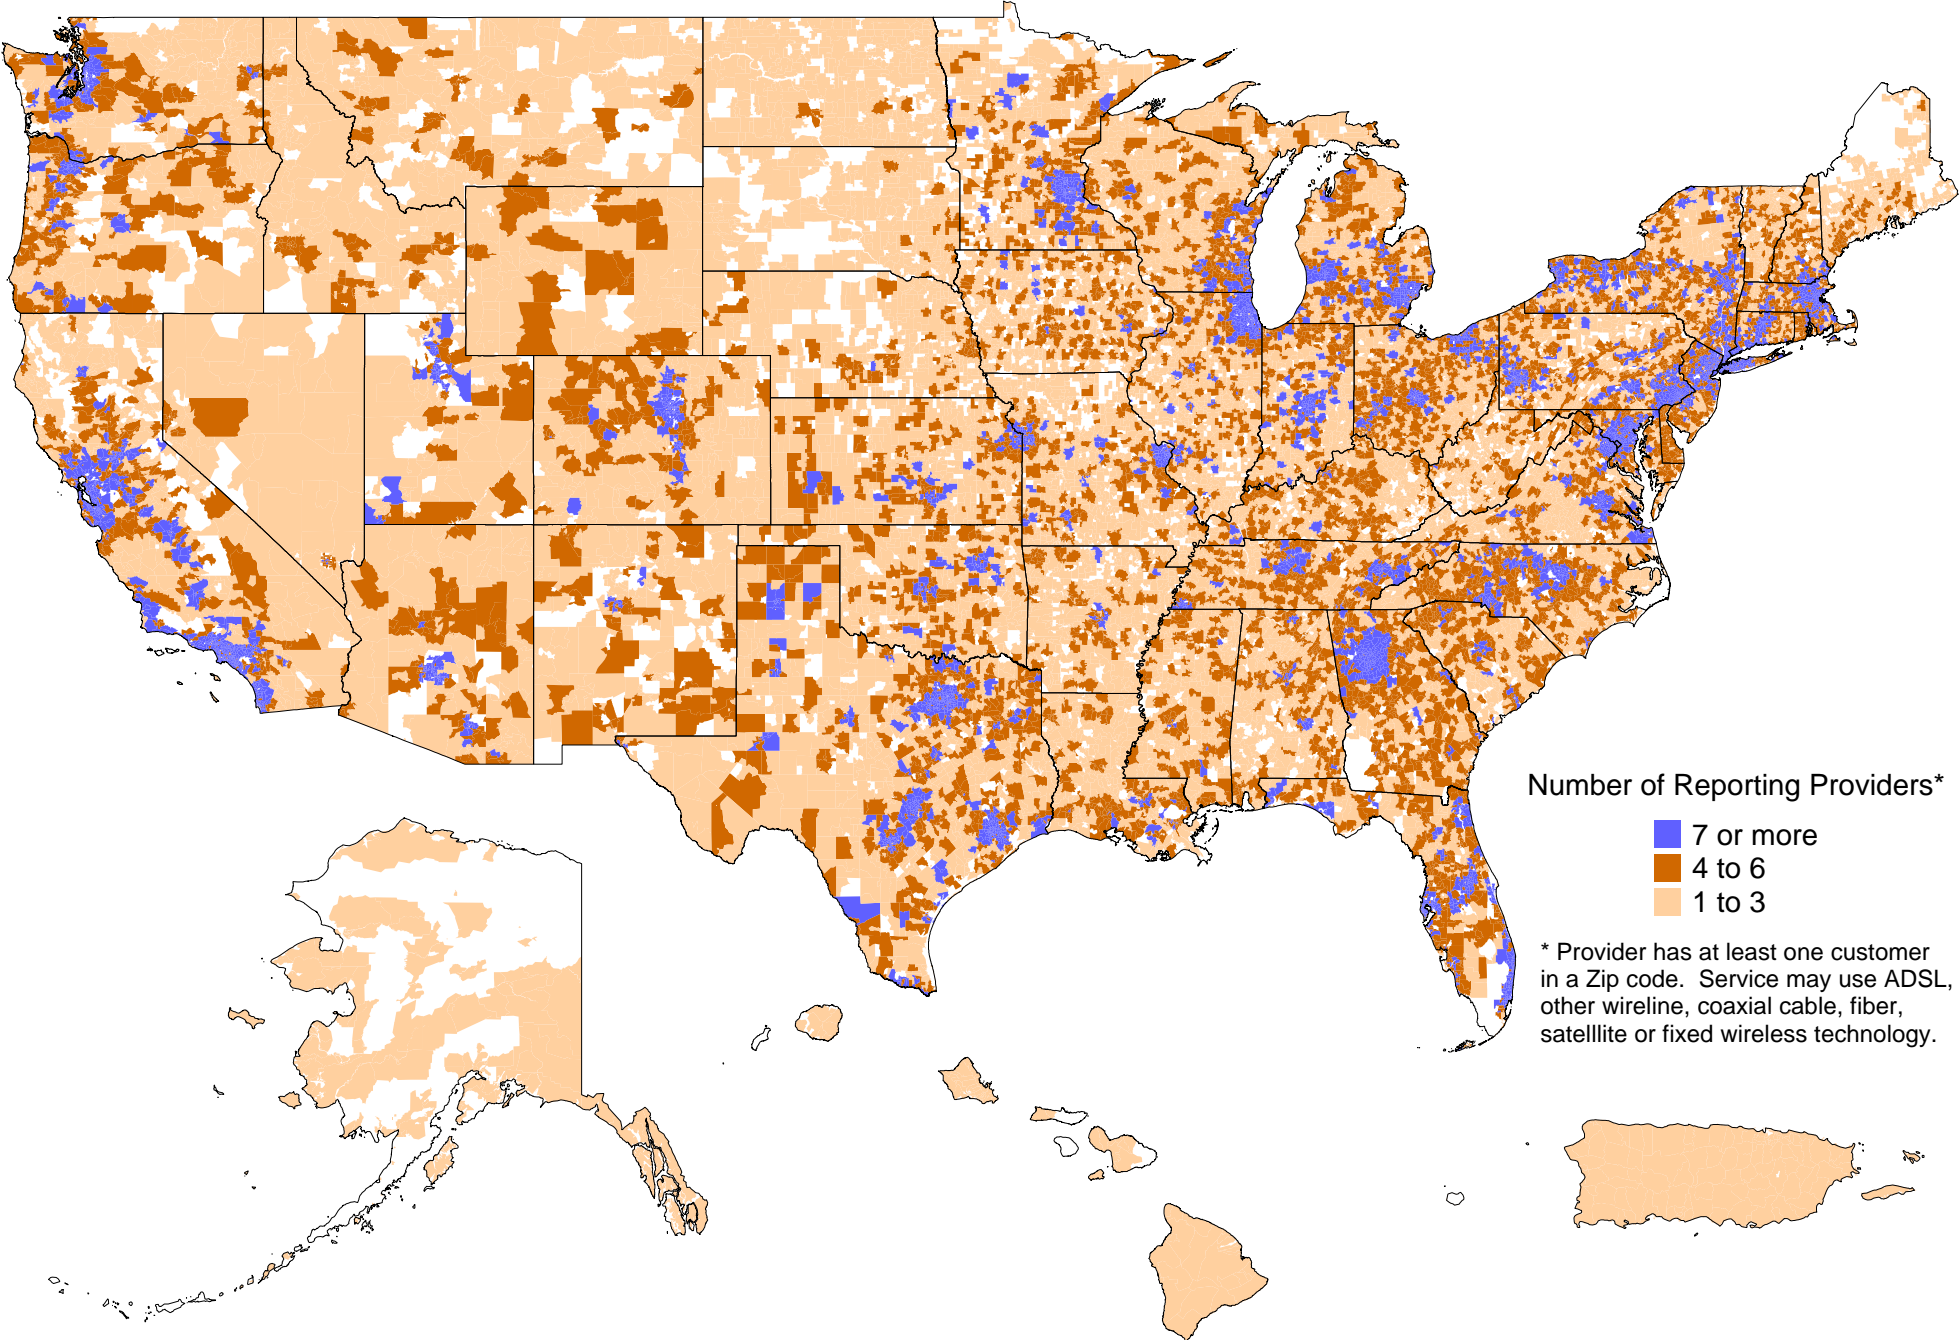 Number of Reporting Providers*
7 or more
4 to 6
1 to 3
* Provider has at least one customer
in a Zip code.  Service may use ADSL,
other wireline, coaxial cable, fiber,
satelllite or fixed wireless technology.